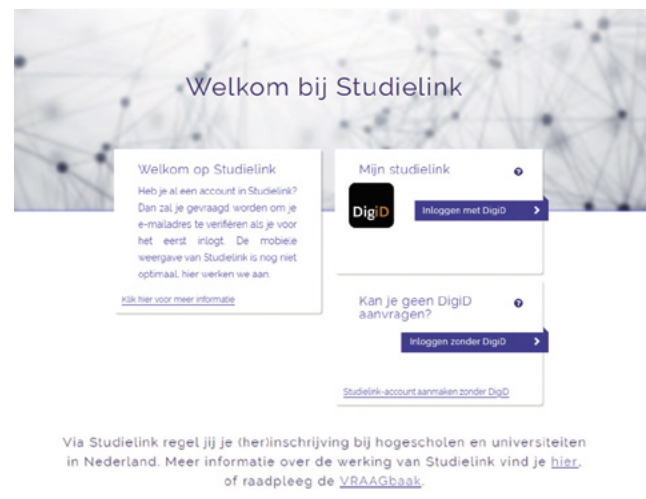 Welkom bij Studielink
Welkom op Studielink
Heb je al een account in Studielink?
Dan zal je gevraagd worden om je
e-mailadres te verifiëren als je voor
het eerst inlogt. De mobiele
weergave van Studielink is nog niet
optimaal, hier werken we aan.
Klik hier voor meer informatie
Mijn studielink
DigiD
Inloggen met DigiD
Kan je geen DigiD
aanvragen?
Inloggen zonder DigiD
Studielink-account aanmaken zonder DigiD
Via Studielink regel jij je (her)inschrijving bij hogescholen en universiteiten
in Nederland. Meer informatie over de werking van Studielink vind je hier,
of raadpleeg de VRAAGbaak.